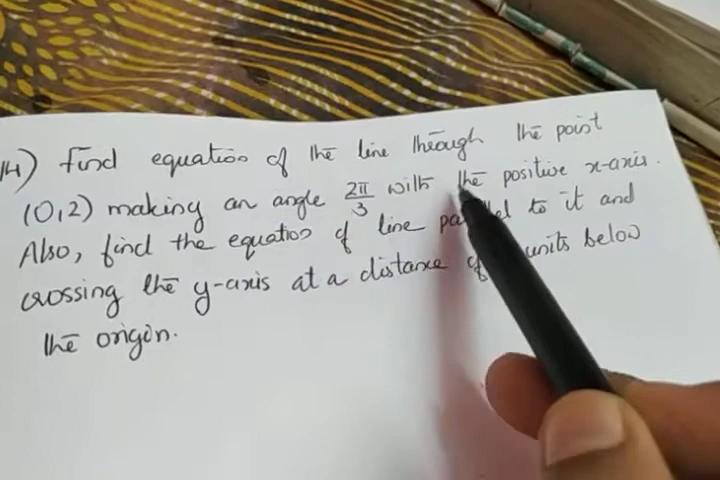 14) Find equation of the line through the point
(0,2) making an angle 2π/3 with the positive x-axis.
Also, find the equation of line parallel to it and
crossing the y-axis at a distance of units below
the origin.